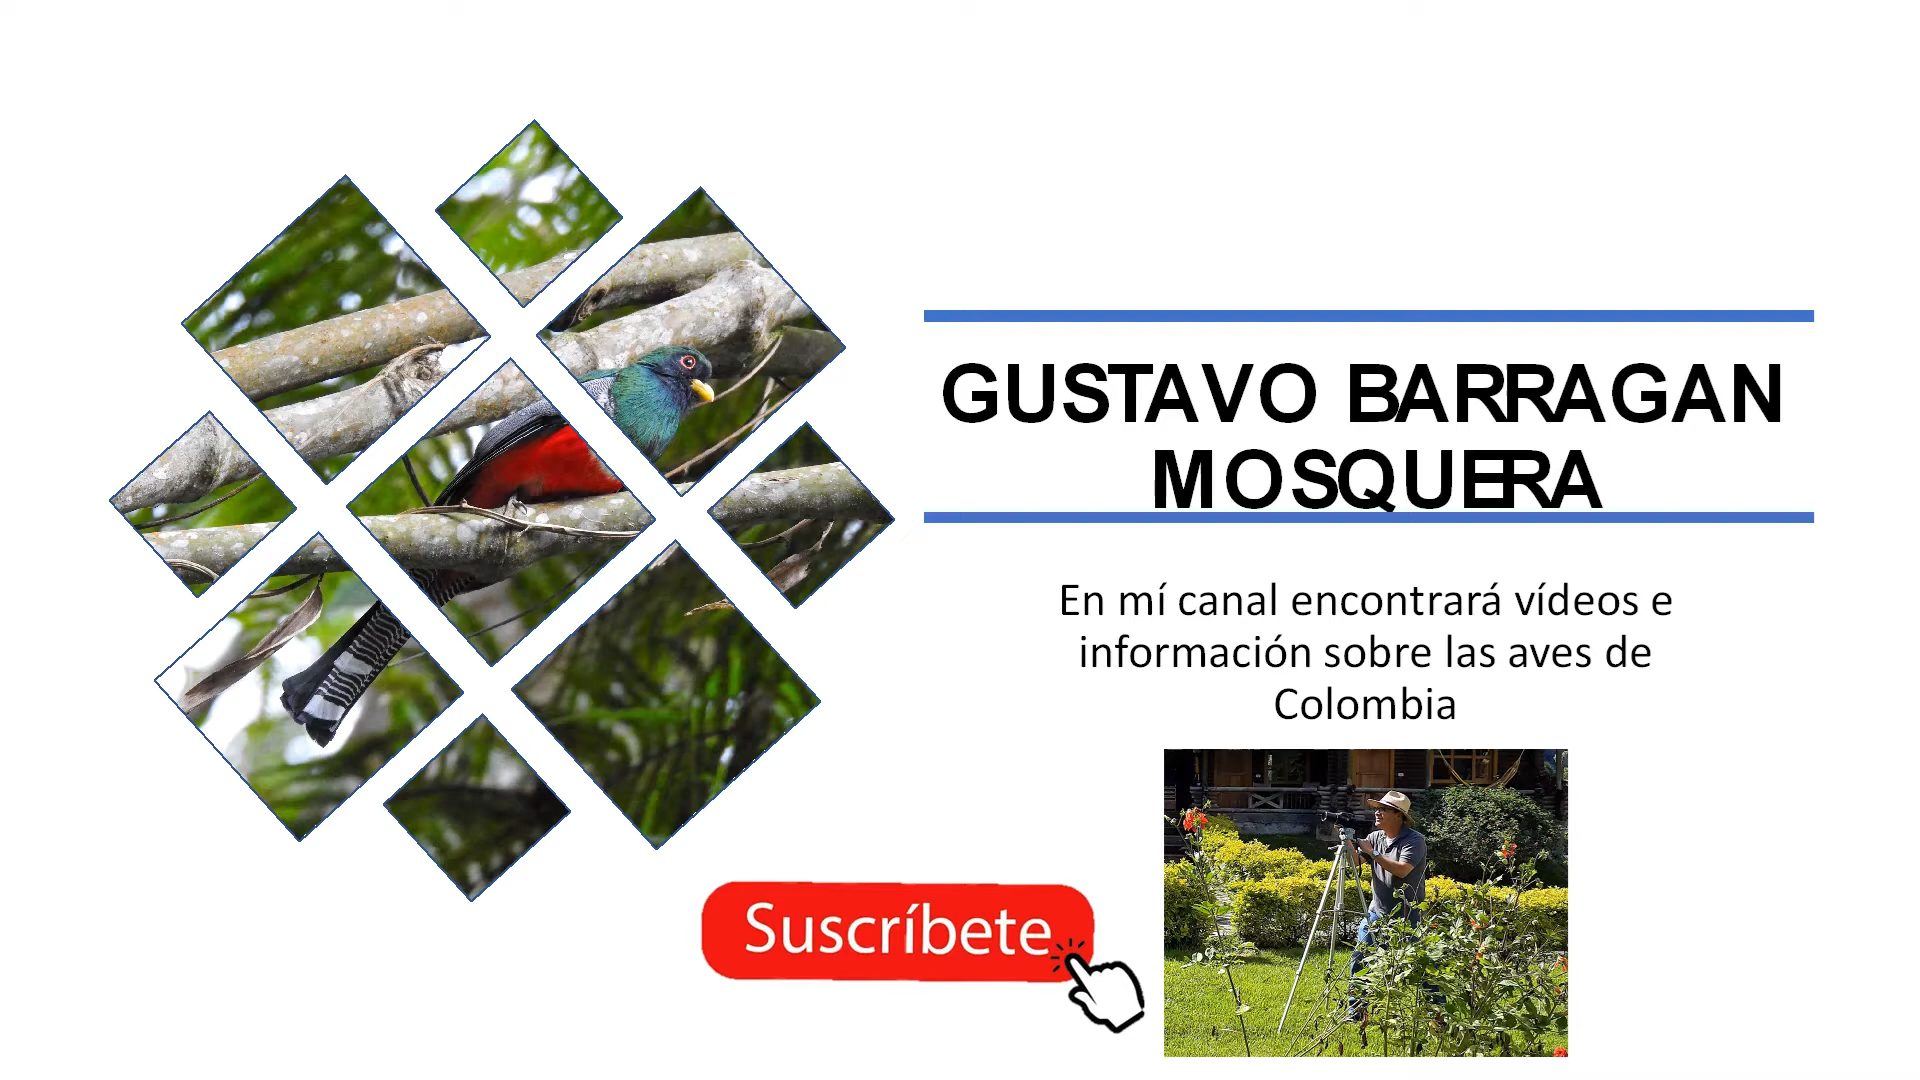 GUSTAVO BARRAGAN
MOSQUERA
En mí canal encontrará vídeos e
información sobre las aves de
Colombia
Suscríbete